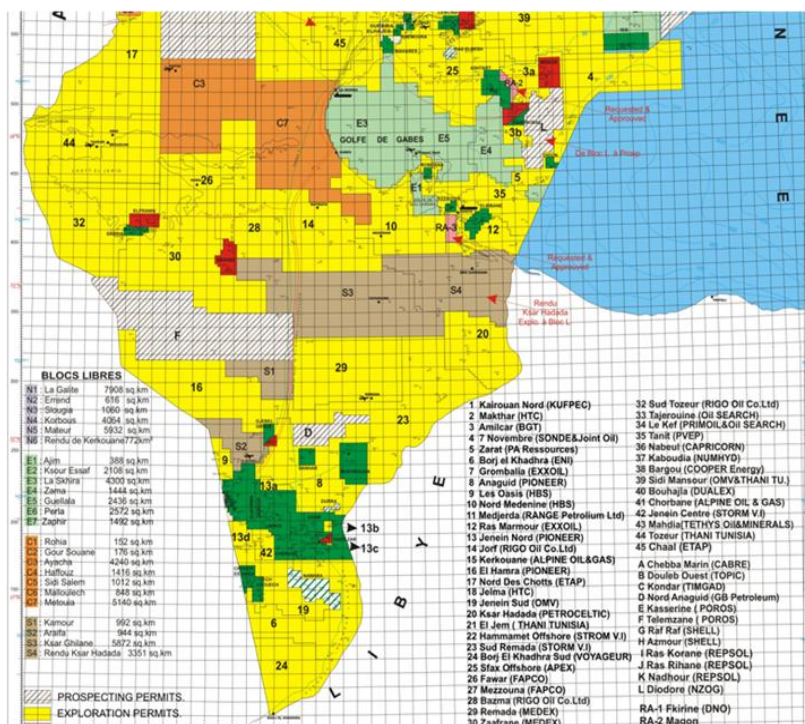 39
45
17
25
3a
4
C3
RA-2
Requested &
Approoved
C7
E3
3b
L
GOLFE DE GABES
E5
E4
De Bloc. L. à Prosp
44
5
E1
26
35
32
28
14
10
12
RA-3
30
Requested &
Approoved
S3
S4
Rendu
Ksar Hadada
Explo. à Bloc L
20
F
S1
29
16
23
D
S2
9
8
13a
13b
13c
13d
42
19
6
24
LIBYE
BLOCS LIBRES
N1 : La Galite 7908 sq.km
N2 : Errend 616 sq.km
N3 : Slougia 1060 sq.km
N4 : Korbous 4064 sq.km
N5 : Mateur 5932 sq.km
N6 : Rendu de Kerkouane772km²
E1 : Ajim 388 sq.km
E2 : Ksour Essaf 2108 sq.km
E3 : La Skhira 4300 sq.km
E4 : Zama 1444 sq.km
E5 : Guellala 2436 sq.km
E6 : Perla 2572 sq.km
E7 Zaphir 1492 sq.km
C1 : Rohia 152 sq.km
C2 : Gour Souane 176 sq.km
C3 : Ayacha 4240 sq.km
C4 : Haffouz 1416 sq.km
C5 : Sidi Salem 1012 sq.km
C6 : Malloulech 848 sq.km
C7 : Metouia 5140 sq.km
S1 : Kamour 992 sq.km
S2 : Araifa 944 sq.km
S3 : Ksar Ghilane 5872 sq.km
S4 : Rendu Ksar Hadada 3351 sq.km
PROSPECTING PERMITS.
EXPLORATION PERMITS.
1 Kairouan Nord (KUFPEC)
2 Makthar (HTC)
3 Amilcar (BGT)
4 7 Novembre (SONDE&Joint Oil)
5 Zarat (PA Ressources)
6 Borj el Khadhra (ENI)
7 Grombalia (EXXOIL)
8 Anaguid (PIONEER)
9 Les Oasis (HBS)
10 Nord Medenine (HBS)
11 Medjerda (RANGE Petrolium Ltd)
12 Ras Marmour (EXXOIL)
13 Jenein Nord (PIONEER)
14 Jorf (RIGO Oil Co.Ltd)
15 Kerkouane (ALPINE OIL&GAS)
16 El Hamra (PIONEER)
17 Nord Des Chotts (ETAP)
18 Jelma (HTC)
19 Jenein Sud (OMV)
20 Ksar Hadada (PETROCELTIC)
21 El Jem ( THANI TUNISIA)
22 Hammamet Offshore (STROM V.I)
23 Sud Remada (STORM V.I)
24 Borj El Khadhra Sud (VOYAGEUR)
25 Sfax Offshore (APEX)
26 Fawar (FAPCO)
27 Mezzouna (FAPCO)
28 Bazma (RIGO Oil Co.Ltd)
29 Remada (MEDEX)
30 Zaafrane (MEDEX)
32 Sud Tozeur (RIGO Oil Co.Ltd)
33 Tajerouine (Oil SEARCH)
34 Le Kef (PRIMOIL&Oil SEARCH)
35 Tanit (PVEP)
36 Nabeul (CAPRICORN)
37 Kaboudia (NUMHYD)
38 Bargou (COOPER Energy)
39 Sidi Mansour (OMV&THANI TU.)
40 Bouhajla (DUALEX)
41 Chorbane (ALPINE OIL & GAS)
42 Jenein Centre (STORM V.I)
43 Mahdia(TETHYS Oil&MINERALS)
44 Tozeur (THANI TUNISIA)
45 Chaal (ETAP)
A Chebba Marin (CABRE)
B Douleb Ouest (TOPIC)
C Kondar (TIMGAD)
D Nord Anaguid (GB Petroleum)
E Kasserine ( POROS)
F Telemzane ( POROS)
G Raf Raf (SHELL)
H Azmour (SHELL)
I Ras Korane (REPSOL)
J Ras Rihane (REPSOL)
K Nadhour (REPSOL)
L Diodore (NZOG)
RA-1 Fkirine (DNO)
RA-2 Magon